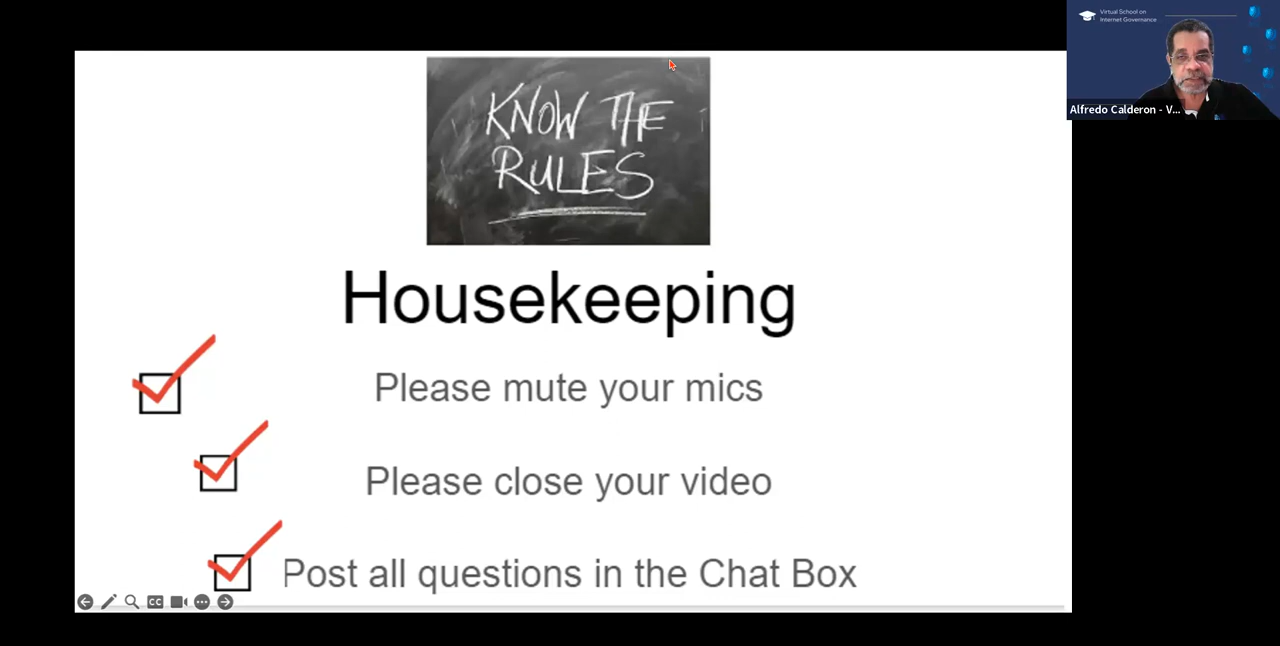 Virtual School on
Internet Governance
Alfredo Calderon - V...
KNOW THE
RULES
Housekeeping
Please mute your mics
Please close your video
Post all questions in the Chat Box
CC